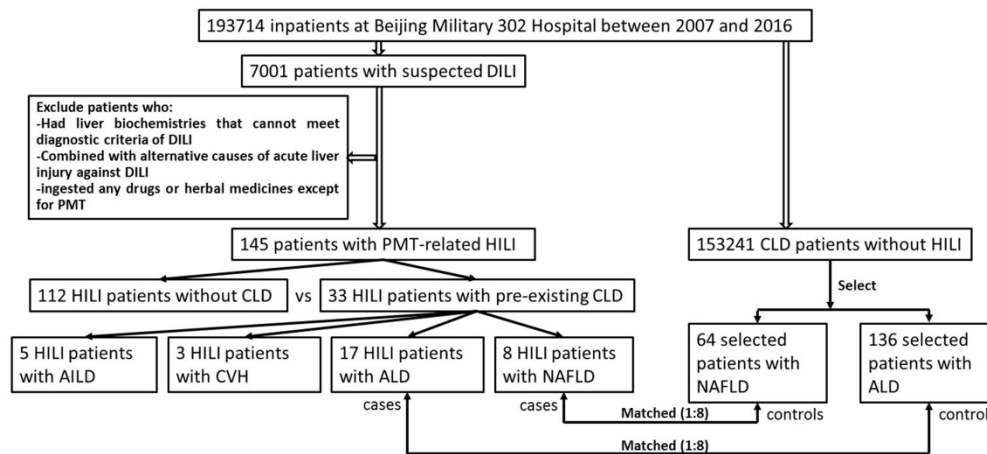 193714 inpatients at Beijing Military 302 Hospital between 2007 and 2016
7001 patients with suspected DILI
Exclude patients who:
-Had liver biochemistries that cannot meet
diagnostic criteria of DILI
-Combined with alternative causes of acute liver
injury against DILI
-ingested any drugs or herbal medicines except
for PMT
145 patients with PMT-related HILI
153241 CLD patients without HILI
112 HILI patients without CLD
vs
33 HILI patients with pre-existing CLD
Select
5 HILI patients
with AILD
3 HILI patients
with CVH
17 HILI patients
with ALD
8 HILI patients
with NAFLD
64 selected
patients with
NAFLD
136 selected
patients with
ALD
cases
cases
Matched (1:8)
controls
control
Matched (1:8)